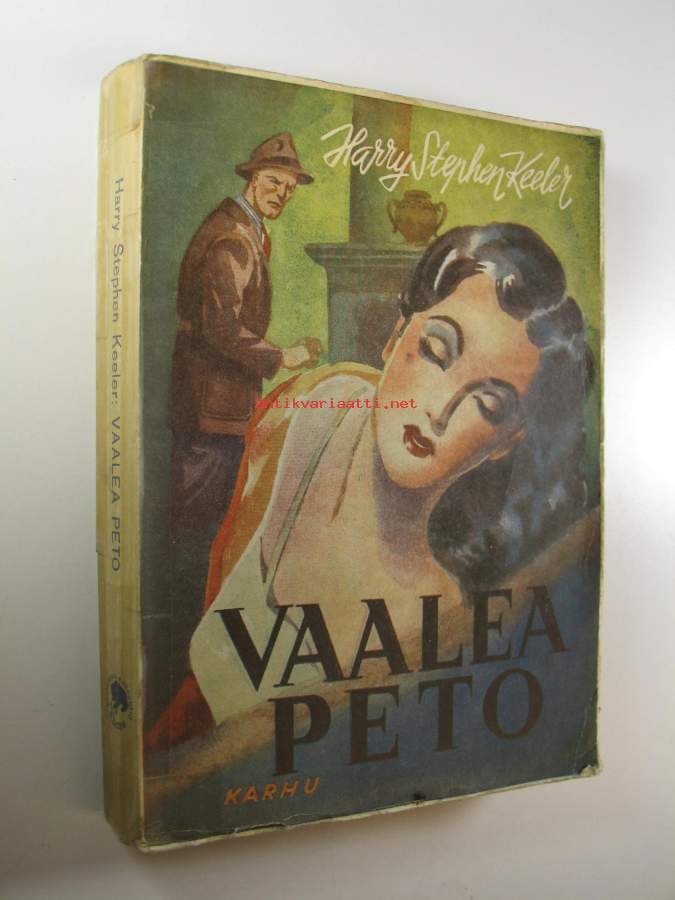 Harry Stephen Keeler: VAALEA PETO
Harry Stephen Keeler
antikvariaatti.net
VAALEA
PETO
KARHU